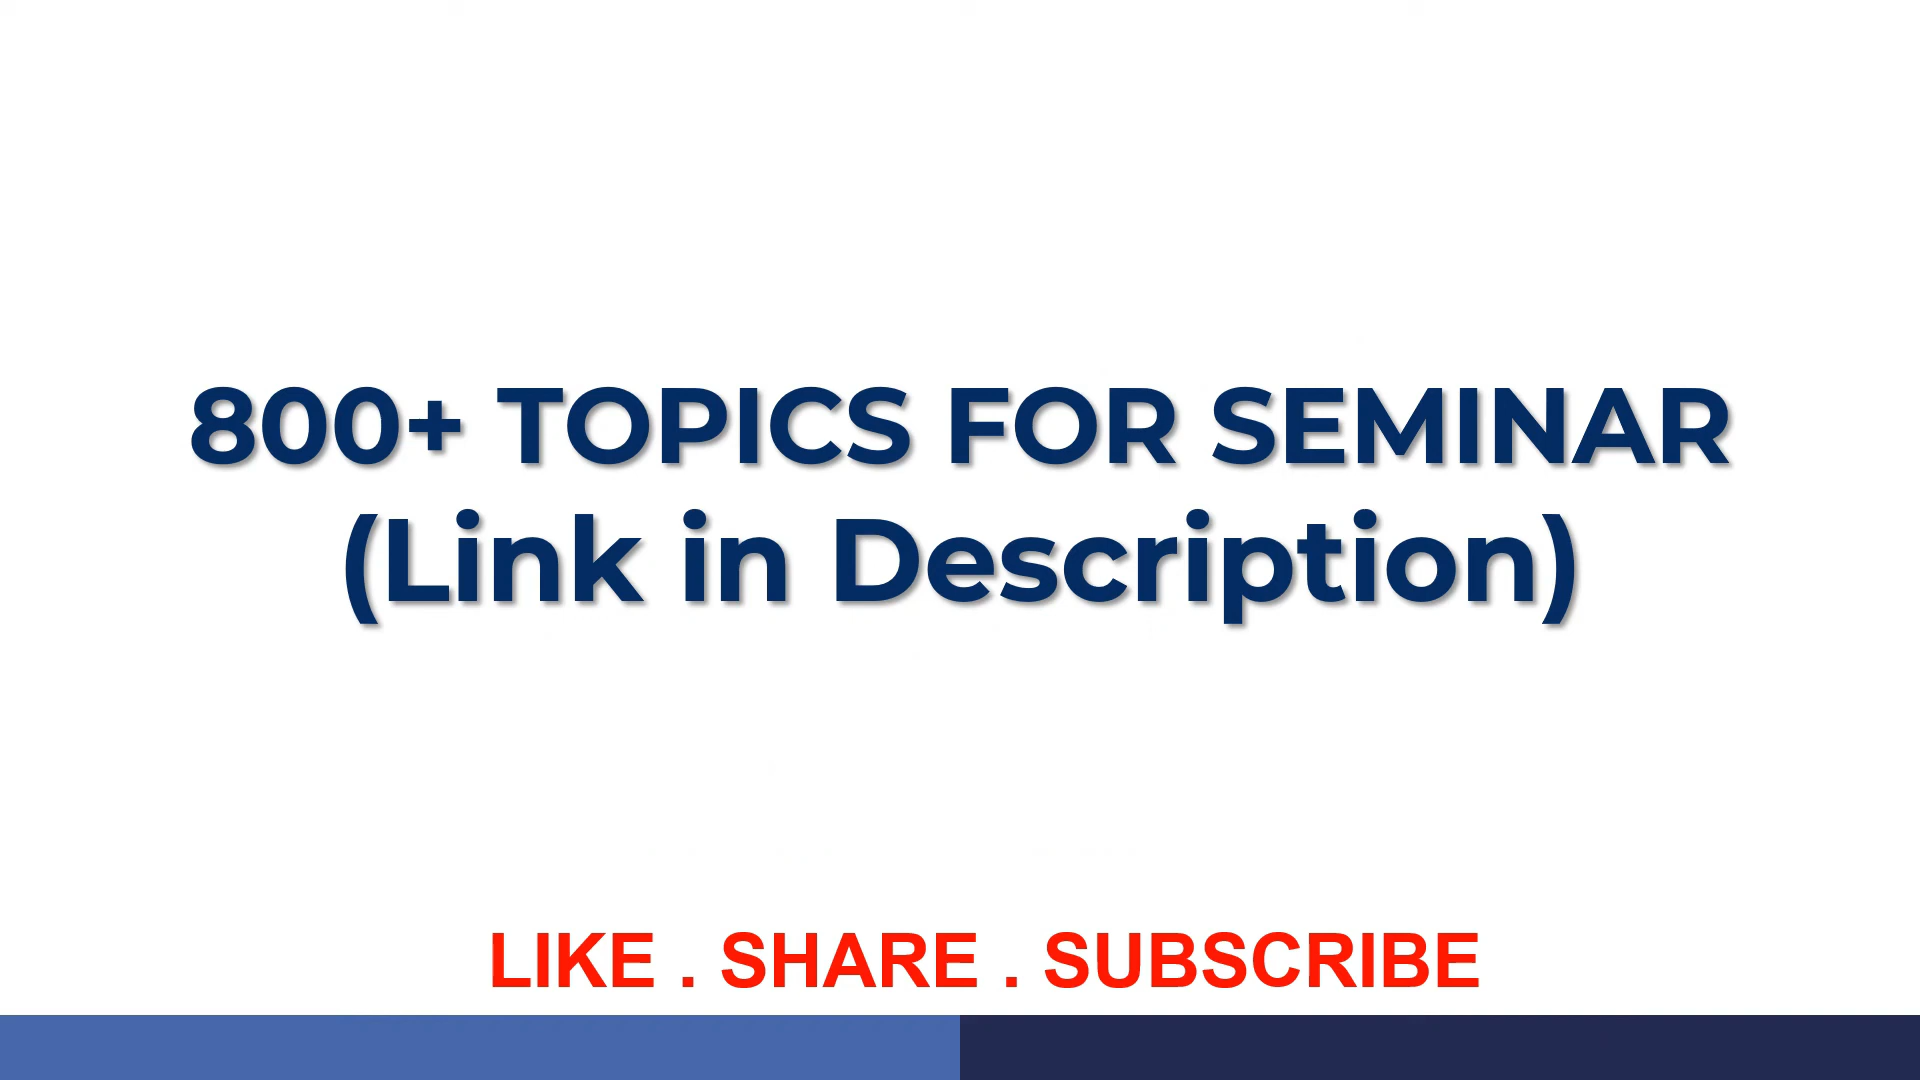 800+ TOPICS FOR SEMINAR
(Link in Description)
LIKE . SHARE . SUBSCRIBE